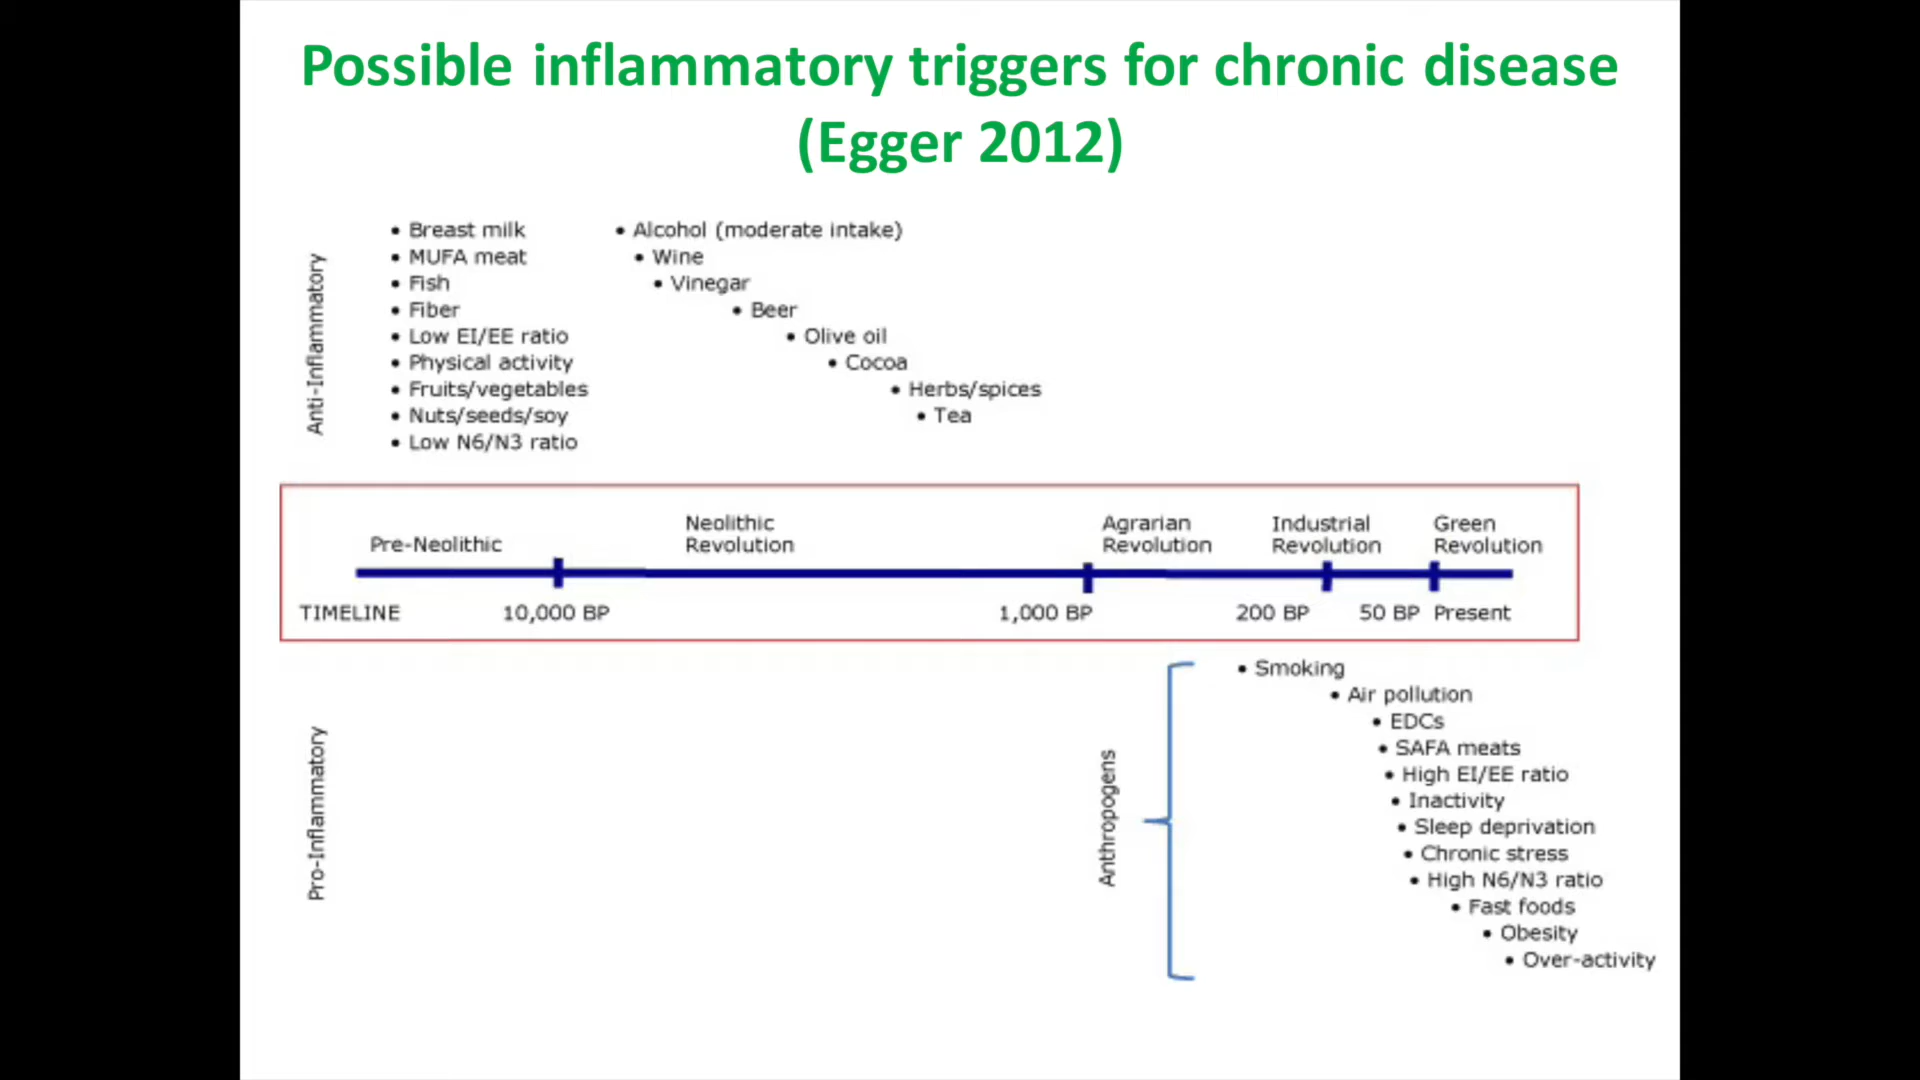 Possible inflammatory triggers for chronic disease
(Egger 2012)
Anti-Inflammatory
• Breast milk
• MUFA meat
• Fish
• Fiber
• Low EI/EE ratio
• Physical activity
• Fruits/vegetables
• Nuts/seeds/soy
• Low N6/N3 ratio
• Alcohol (moderate intake)
• Wine
• Vinegar
• Beer
• Olive oil
• Cocoa
• Herbs/spices
• Tea
Pre-Neolithic
Neolithic
Revolution
Agrarian
Revolution
Industrial
Revolution
Green
Revolution
TIMELINE
10,000 BP
1,000 BP
200 BP
50 BP
Present
Pro-Inflammatory
Anthropogens
• Smoking
• Air pollution
• EDCs
• SAFA meats
• High EI/EE ratio
• Inactivity
• Sleep deprivation
• Chronic stress
• High N6/N3 ratio
• Fast foods
• Obesity
• Over-activity